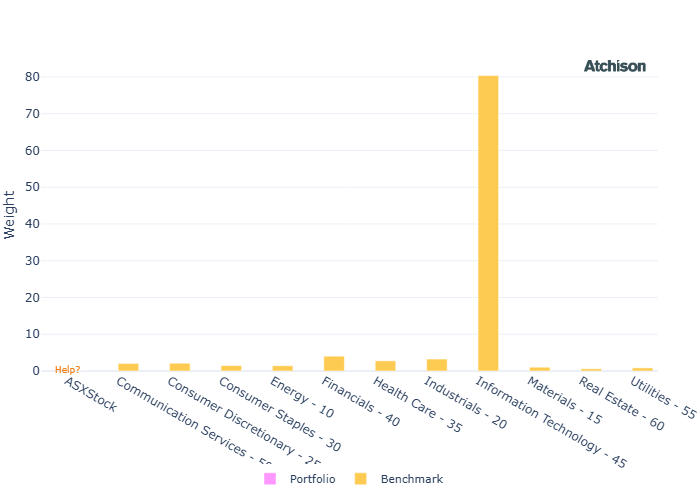 Atchison
Weight
80
70
60
50
40
30
20
10
0
Help?
ASXStock
Communication Services - 
Consumer Discretionary - 25
Consumer Staples - 30
Energy - 10
Financials - 40
Health Care - 35
Industrials - 20
Information Technology - 45
Materials - 15
Real Estate - 60
Utilities - 55
Portfolio
Benchmark